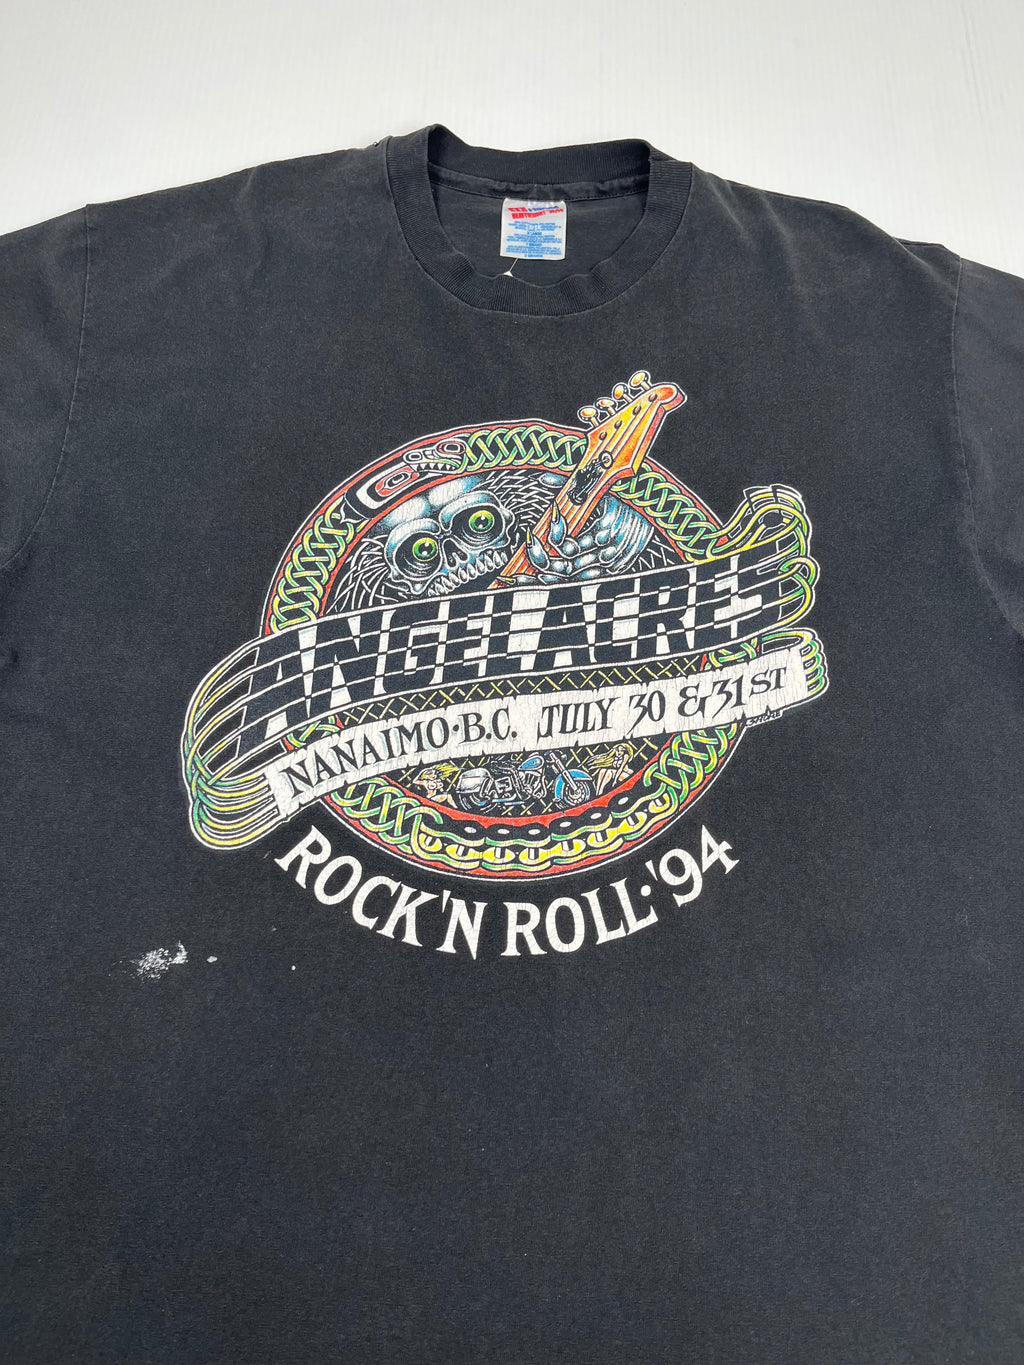 ANGEL ACRES
NANAIMO·B.C. JULY 30 & 31ST
ROCK'N ROLL·'94